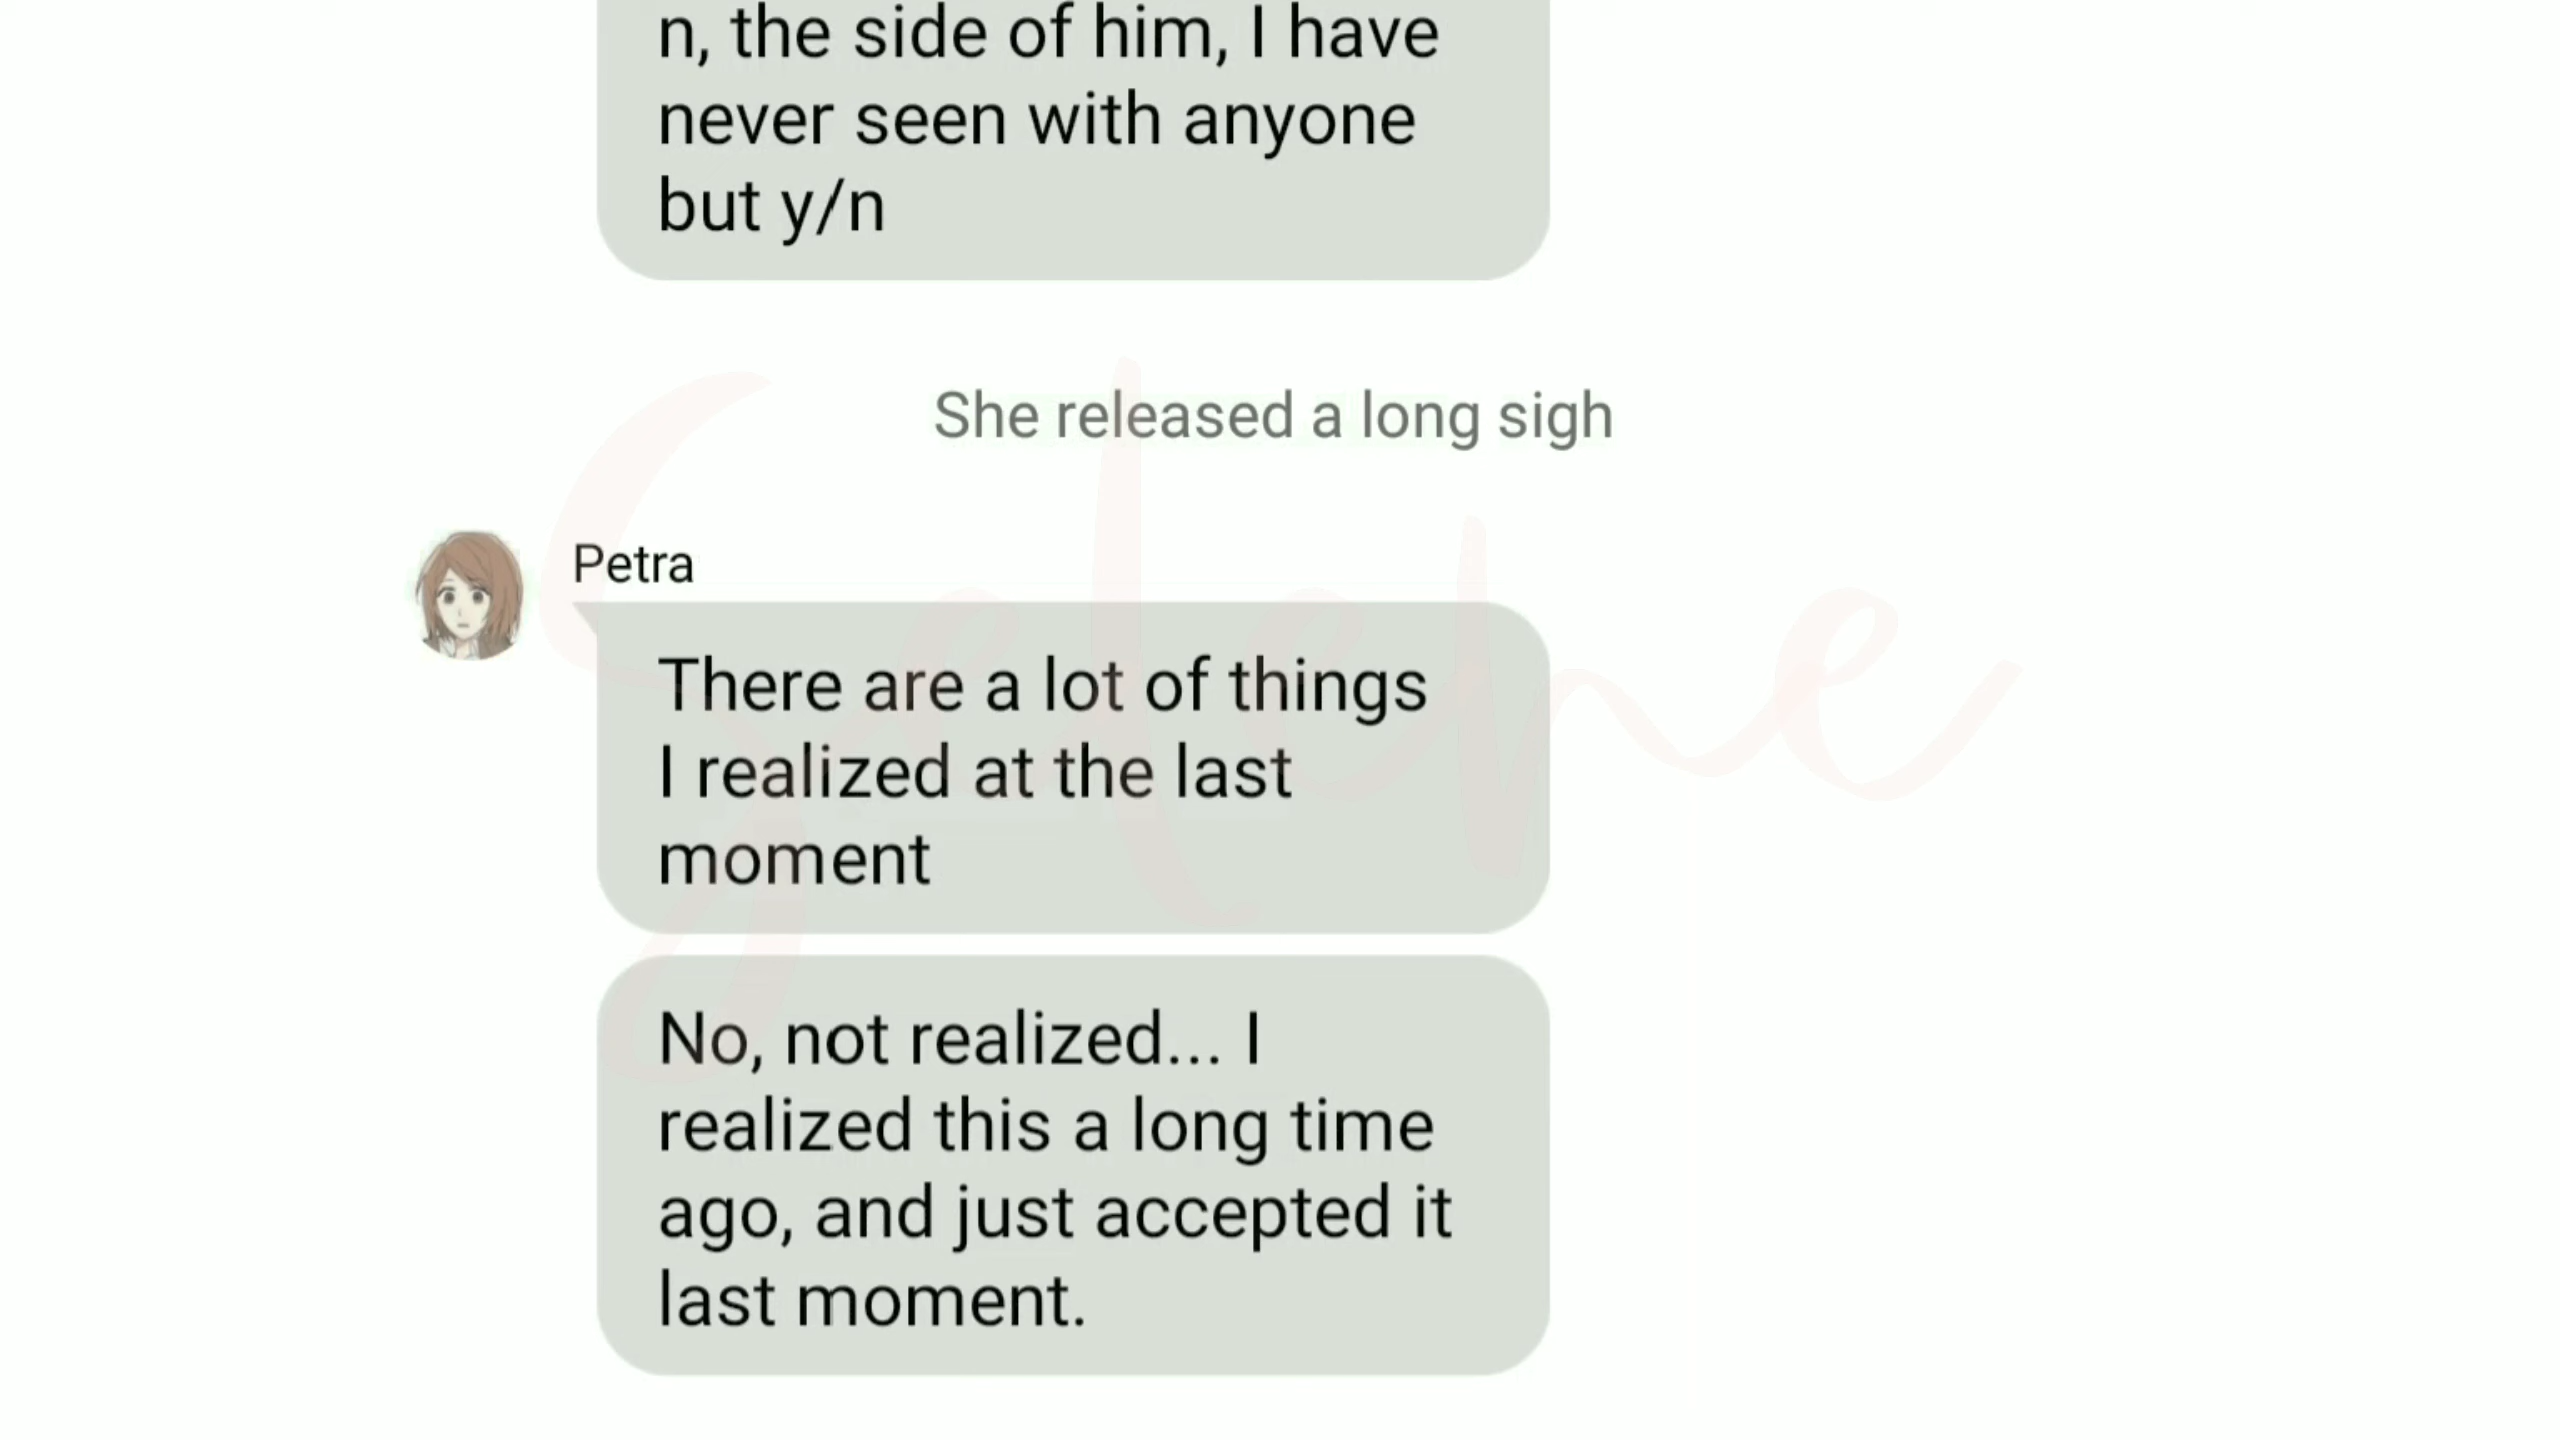 n, the side of him, I have
never seen with anyone
but y/n
She released a long sigh
Petra
There are a lot of things
I realized at the last
moment
No, not realized... I
realized this a long time
ago, and just accepted it
last moment.